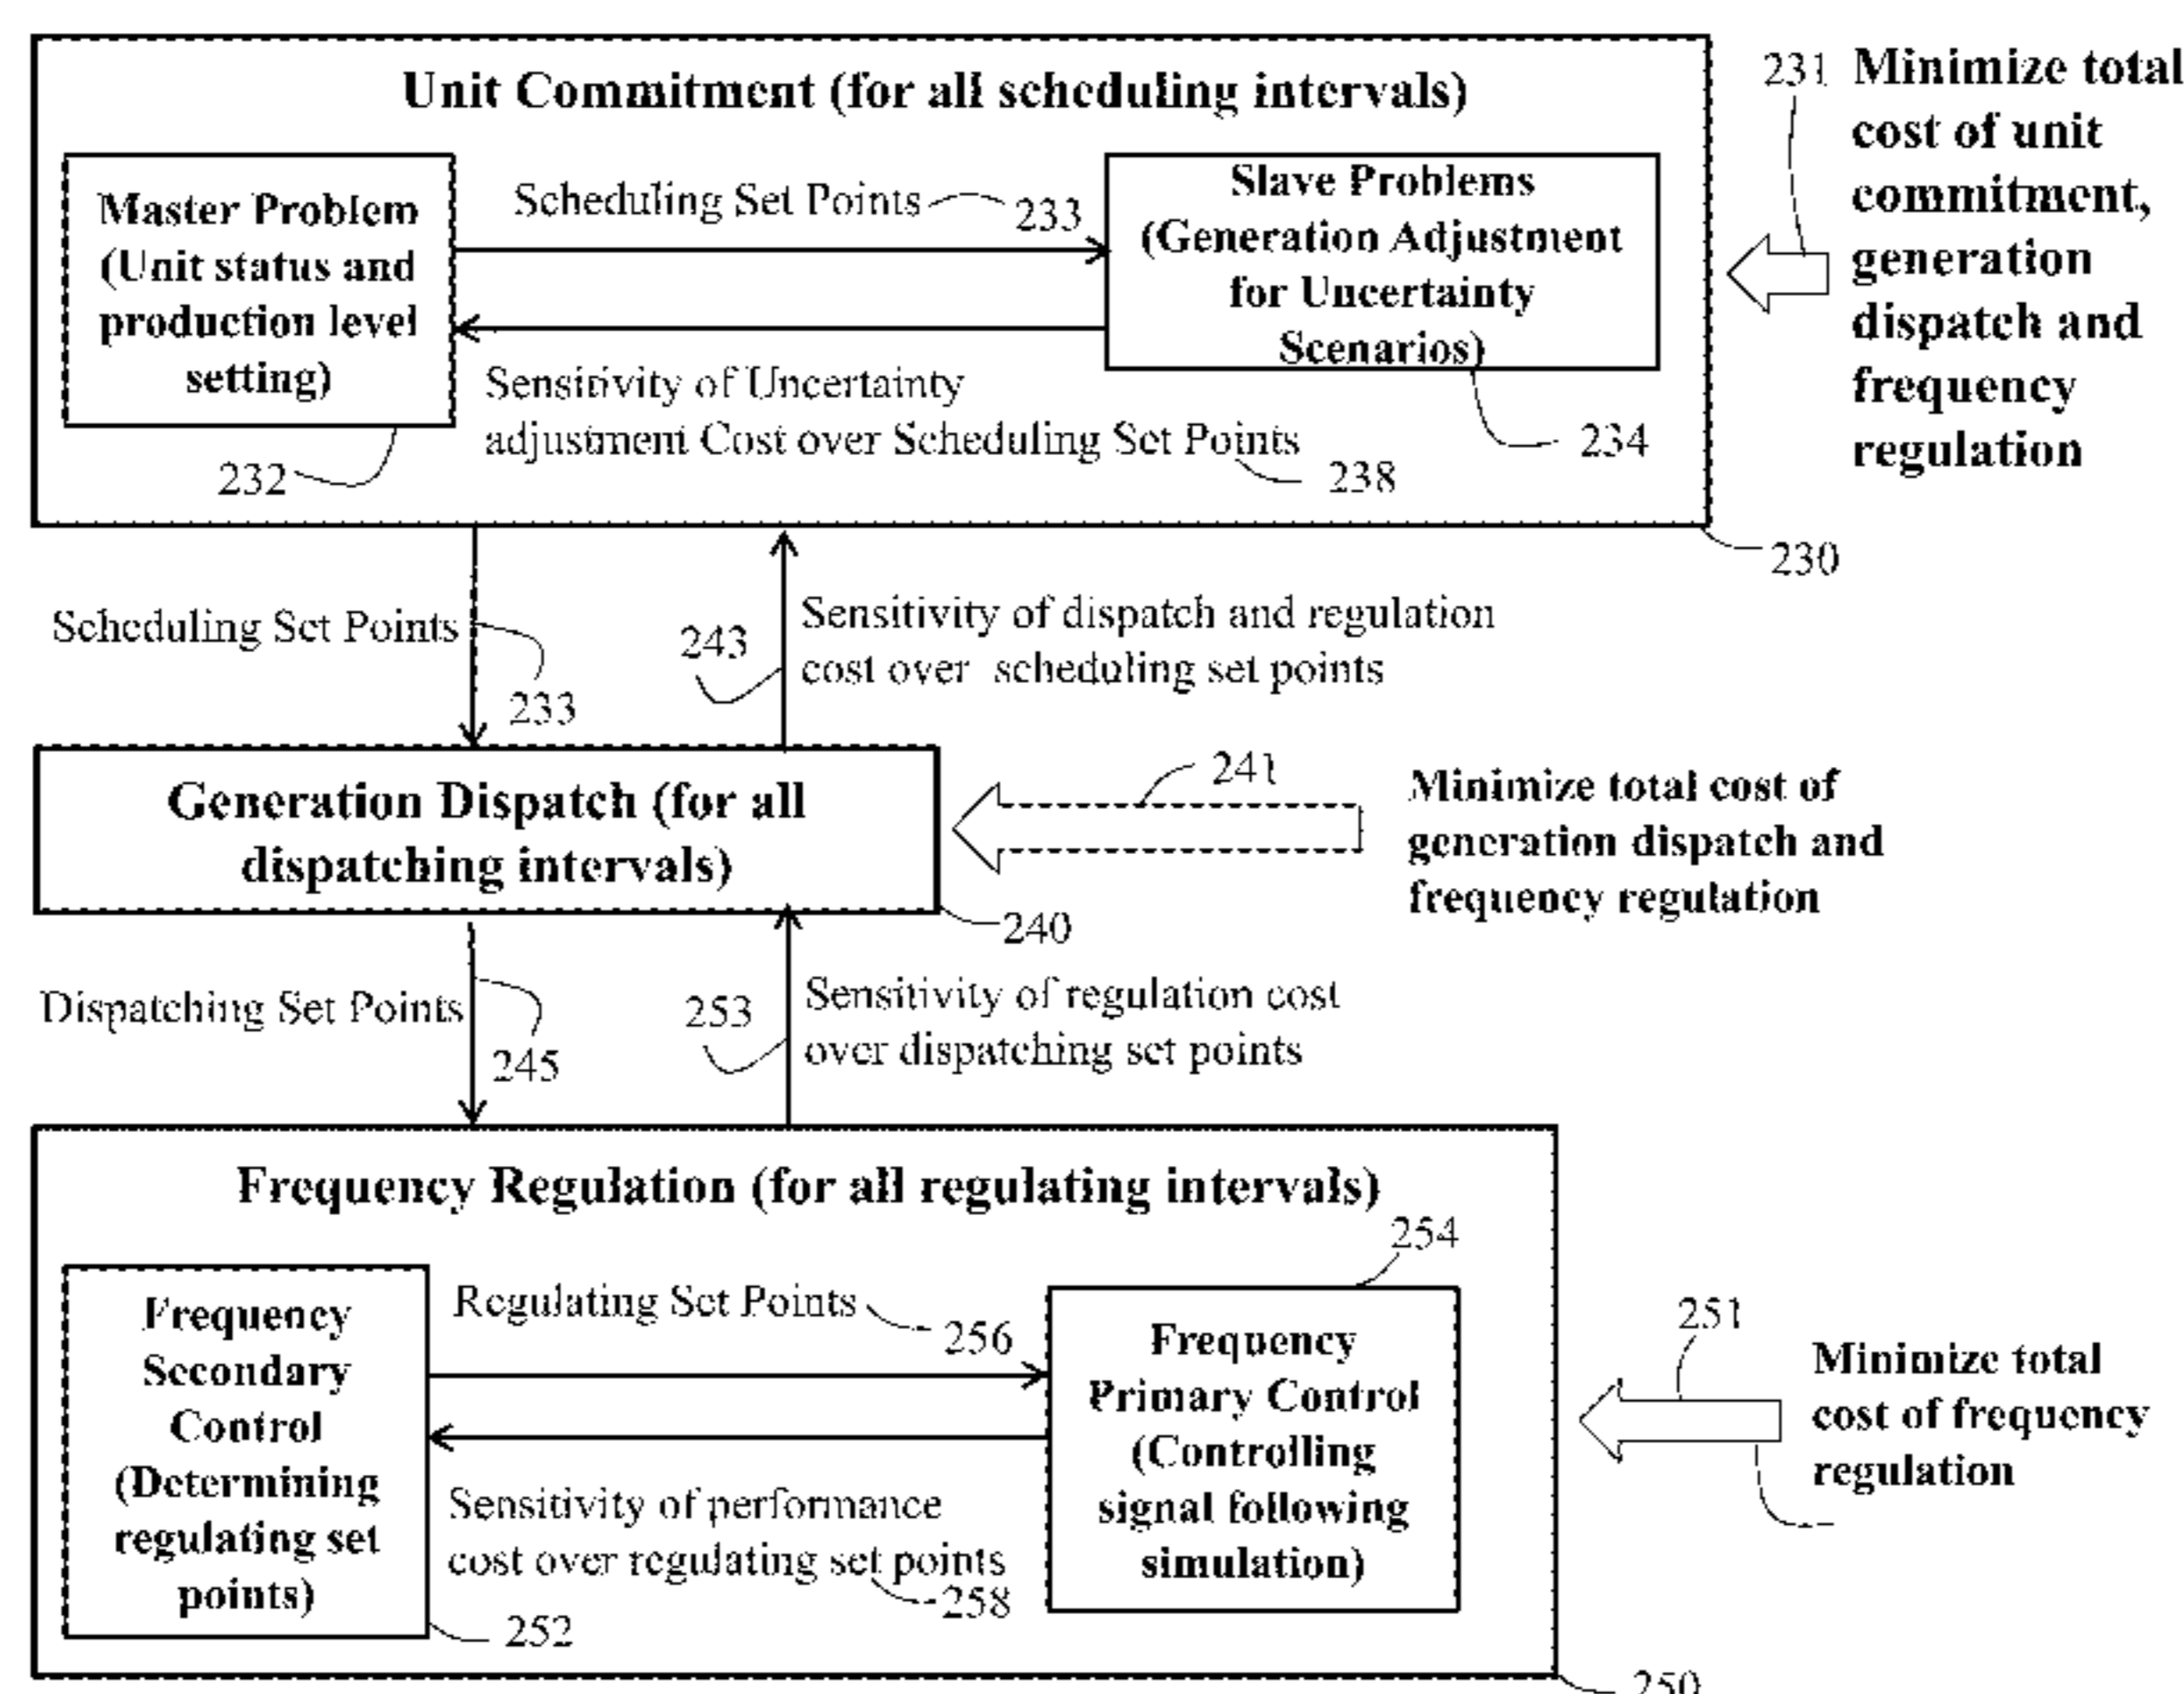 Unit Commitment (for all scheduling intervals)
231
Minimize total
cost of unit
commitment,
generation
dispatch and
frequency
regulation
Master Problem
(Unit status and
production level
setting)
232
Scheduling Set Points
233
Slave Problems
(Generation Adjustment
for Uncertainty
Scenarios)
234
Sensitivity of Uncertainty
adjustment Cost over Scheduling Set Points
238
230
Scheduling Set Points
233
243
Sensitivity of dispatch and regulation
cost over scheduling set points
Generation Dispatch (for all
dispatching intervals)
240
241
Minimize total cost of
generation dispatch and
frequency regulation
Dispatching Set Points
245
253
Sensitivity of regulation cost
over dispatching set points
Frequency Regulation (for all regulating intervals)
254
Frequency
Secondary
Control
(Determining
regulating set
points)
252
Regulating Set Points
256
Sensitivity of performance
cost over regulating set points
258
Frequency
Primary Control
(Controlling
signal following
simulation)
251
Minimize total
cost of frequency
regulation
250